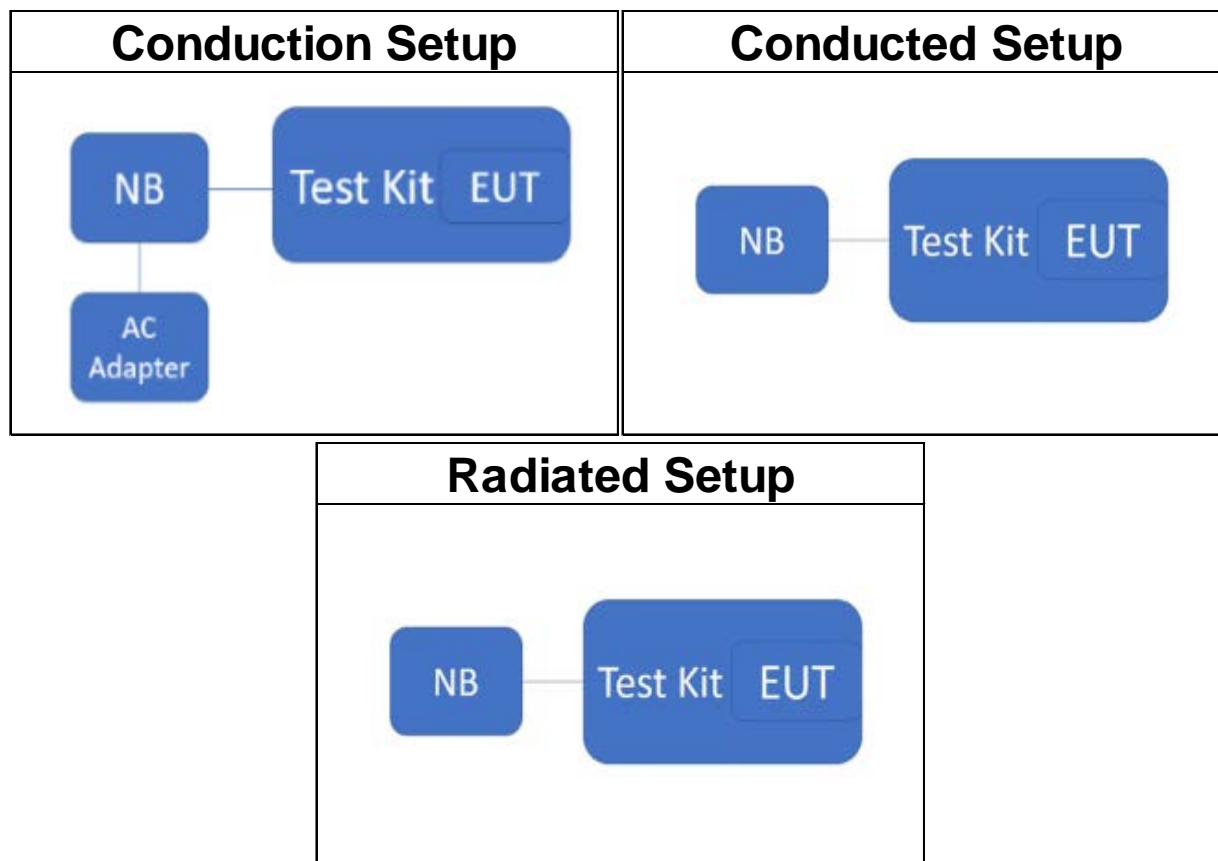 Conduction Setup
NB
Test Kit
EUT
AC
Adapter
Conducted Setup
NB
Test Kit
EUT
Radiated Setup
NB
Test Kit
EUT